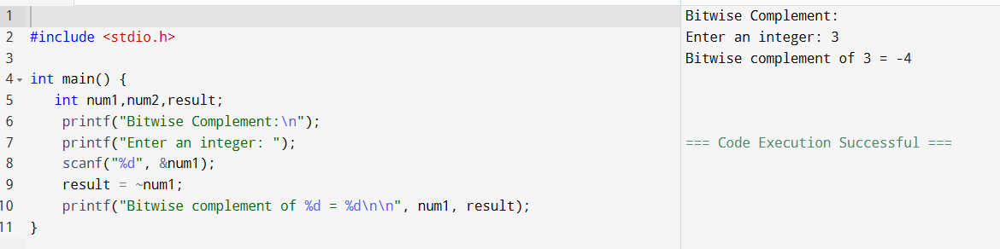 1
2 #include <stdio.h>
3
4 int main() {
5 int num1,num2,result;
6 printf("Bitwise Complement:\n");
7 printf("Enter an integer: ");
8 scanf("%d", &num1);
9 result = ~num1;
10 printf("Bitwise complement of %d = %d\n\n", num1, result);
11 }
Bitwise Complement:
Enter an integer: 3
Bitwise complement of 3 = -4
=== Code Execution Successful ===